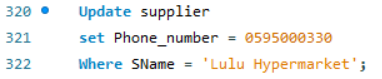 320 Update supplier
321 set Phone_number = 0595000330
322 Where SName = 'Lulu Hypermarket';